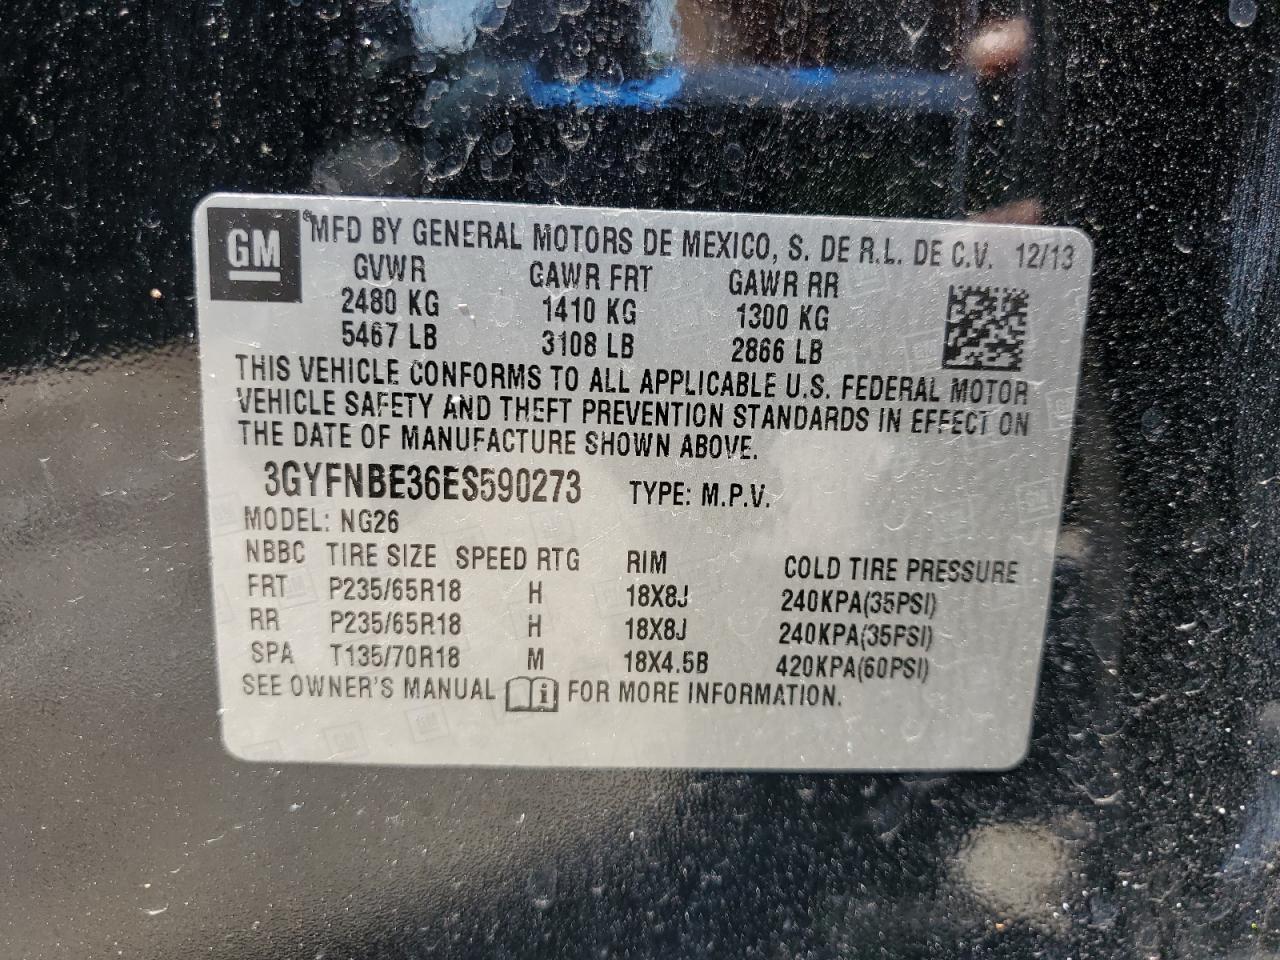 GM ® MFD BY GENERAL MOTORS DE MEXICO, S. DE R.L. DE C.V. 12/13
GVWR GAWR FRT GAWR RR
2480 KG 1410 KG 1300 KG
5467 LB 3108 LB 2866 LB
THIS VEHICLE CONFORMS TO ALL APPLICABLE U.S. FEDERAL MOTOR
VEHICLE SAFETY AND THEFT PREVENTION STANDARDS IN EFFECT ON
THE DATE OF MANUFACTURE SHOWN ABOVE.
3GYFNBE36ES590273 TYPE: M.P.V.
MODEL: NG26
NBBC TIRE SIZE SPEED RTG RIM COLD TIRE PRESSURE
FRT P235/65R18 H 18X8J 240KPA(35PSI)
RR P235/65R18 H 18X8J 240KPA(35PSI)
SPA T135/70R18 M 18X4.5B 420KPA(60PSI)
SEE OWNER'S MANUAL FOR MORE INFORMATION.